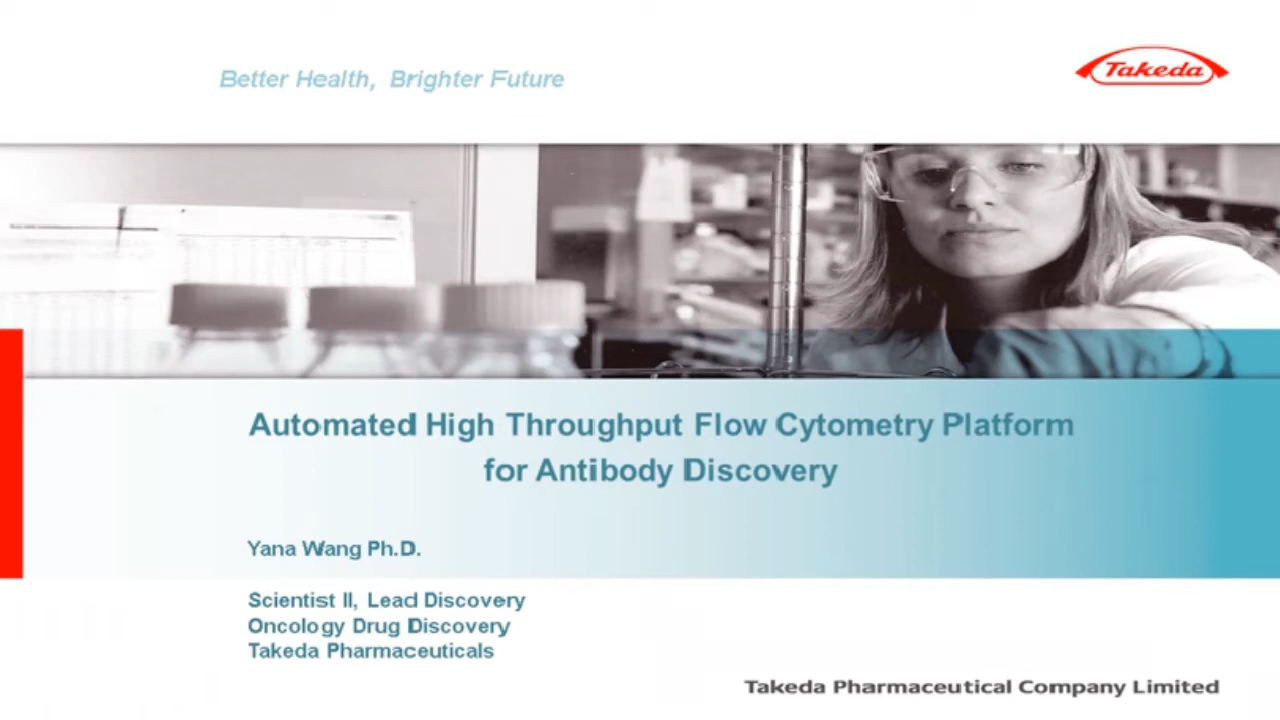 Better Health, Brighter Future
Takeda
Automated High Throughput Flow Cytometry Platform
for Antibody Discovery
Yana Wang Ph.D.
Scientist II, Lead Discovery
Oncology Drug Discovery
Takeda Pharmaceuticals
Takeda Pharmaceutical Company Limited